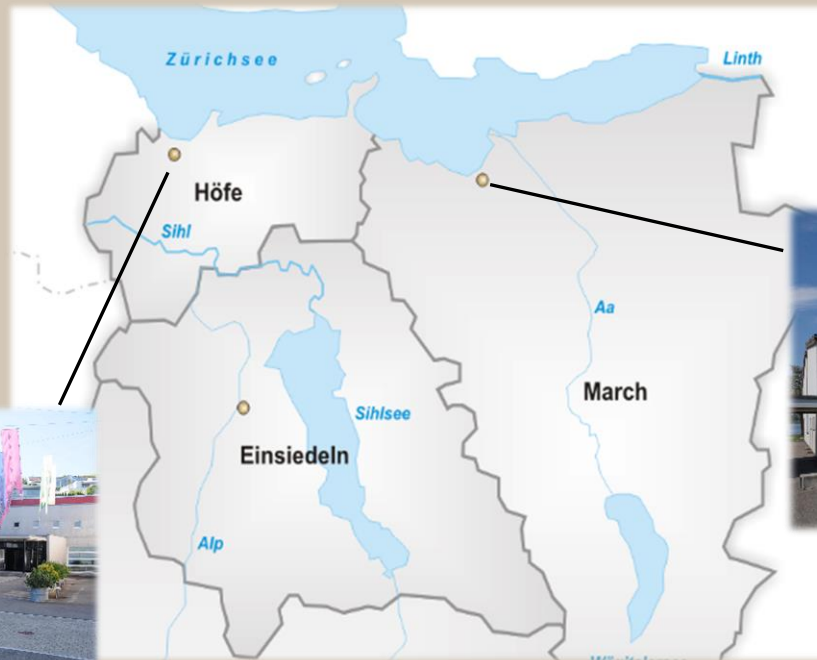 Zürichsee
Linth
Höfe
Sihl
Aa
March
Sihlsee
Einsiedeln
Alp